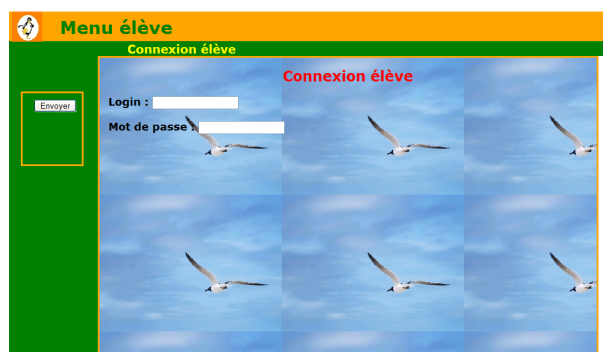 Menu élève
Connexion élève
Connexion élève
Envoyer
Login :
Mot de passe :